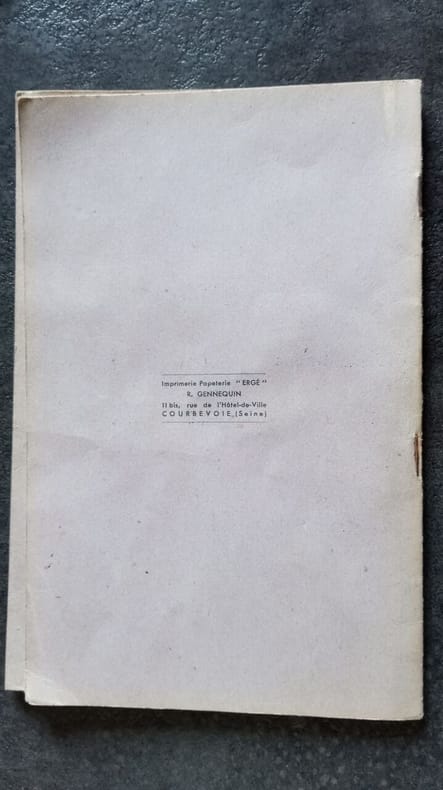 Imprimerie Papeterie "ERGÉ"
R. GENNEQUIN
11 bis, rue de l'Hôtel-de-Ville
COURBEVOIE (Seine)